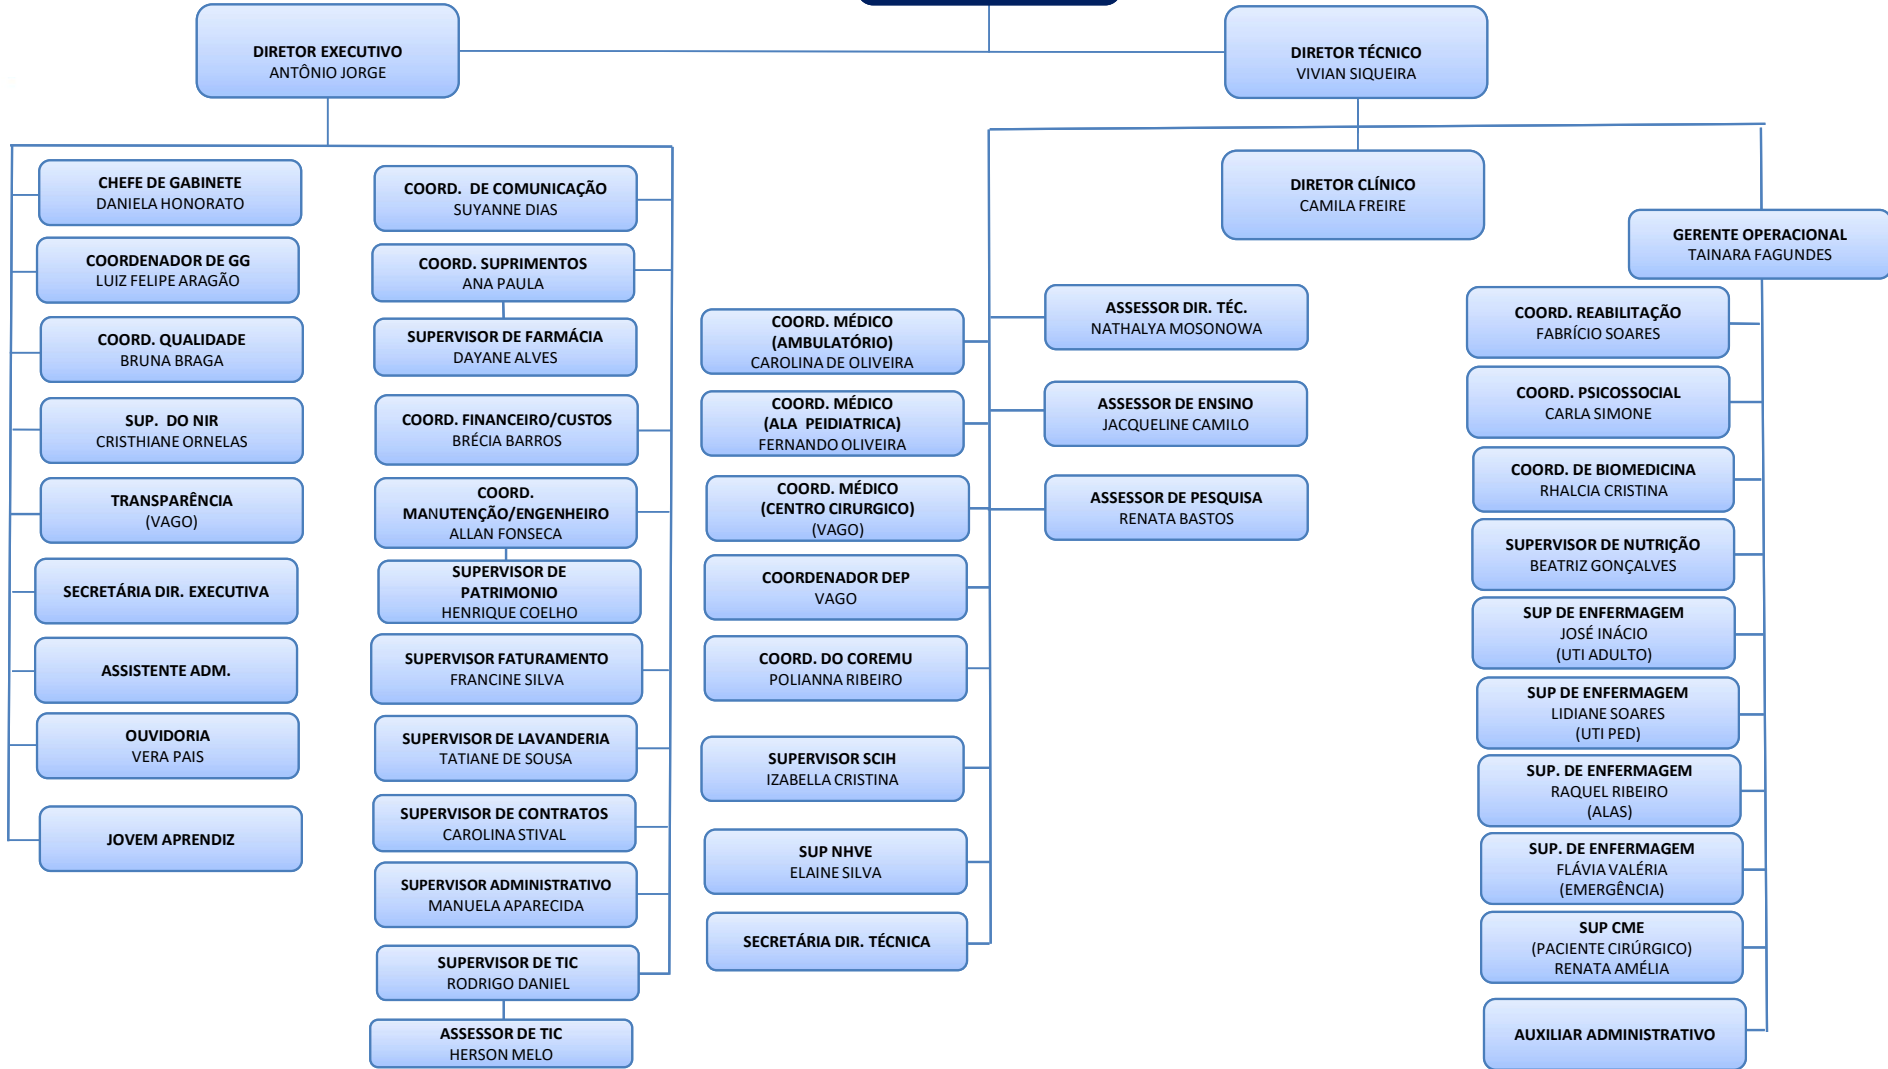 DIRETOR EXECUTIVO
ANTÔNIO JORGE
DIRETOR TÉCNICO
VIVIAN SIQUEIRA
CHEFE DE GABINETE
DANIELA HONORATO
COORDENADOR DE GG
LUIZ FELIPE ARAGÃO
COORD. QUALIDADE
BRUNA BRAGA
SUP. DO NIR
CRISTHIANE ORNELAS
TRANSPARÊNCIA
(VAGO)
SECRETÁRIA DIR. EXECUTIVA
ASSISTENTE ADM.
OUVIDORIA
VERA PAIS
JOVEM APRENDIZ
COORD. DE COMUNICAÇÃO
SUYANNE DIAS
COORD. SUPRIMENTOS
ANA PAULA
SUPERVISOR DE FARMÁCIA
DAYANE ALVES
COORD. FINANCEIRO/CUSTOS
BRÉCIA BARROS
COORD.
MANUTENÇÃO/ENGENHEIRO
ALLAN FONSECA
SUPERVISOR DE
PATRIMONIO
HENRIQUE COELHO
SUPERVISOR FATURAMENTO
FRANCINE SILVA
SUPERVISOR DE LAVANDERIA
TATIANE DE SOUSA
SUPERVISOR DE CONTRATOS
CAROLINA STIVAL
SUPERVISOR ADMINISTRATIVO
MANUELA APARECIDA
SUPERVISOR DE TIC
RODRIGO DANIEL
ASSESSOR DE TIC
HERSON MELO
DIRETOR CLÍNICO
CAMILA FREIRE
COORD. MÉDICO
(AMBULATÓRIO)
CAROLINA DE OLIVEIRA
COORD. MÉDICO
(ALA PEIDIATRICA)
FERNANDO OLIVEIRA
COORD. MÉDICO
(CENTRO CIRURGICO)
(VAGO)
COORDENADOR DEP
VAGO
COORD. DO COREMU
POLIANNA RIBEIRO
SUPERVISOR SCIH
IZABELLA CRISTINA
SUP NHVE
ELAINE SILVA
SECRETÁRIA DIR. TÉCNICA
ASSESSOR DIR. TÉC.
NATHALYA MOSONOWA
ASSESSOR DE ENSINO
JACQUELINE CAMILO
ASSESSOR DE PESQUISA
RENATA BASTOS
GERENTE OPERACIONAL
TAINARA FAGUNDES
COORD. REABILITAÇÃO
FABRÍCIO SOARES
COORD. PSICOSSOCIAL
CARLA SIMONE
COORD. DE BIOMEDICINA
RHALCIA CRISTINA
SUPERVISOR DE NUTRIÇÃO
BEATRIZ GONÇALVES
SUP DE ENFERMAGEM
JOSÉ INÁCIO
(UTI ADULTO)
SUP DE ENFERMAGEM
LIDIANE SOARES
(UTI PED)
SUP. DE ENFERMAGEM
RAQUEL RIBEIRO
(ALAS)
SUP. DE ENFERMAGEM
FLÁVIA VALÉRIA
(EMERGÊNCIA)
SUP CME
(PACIENTE CIRÚRGICO)
RENATA AMÉLIA
AUXILIAR ADMINISTRATIVO